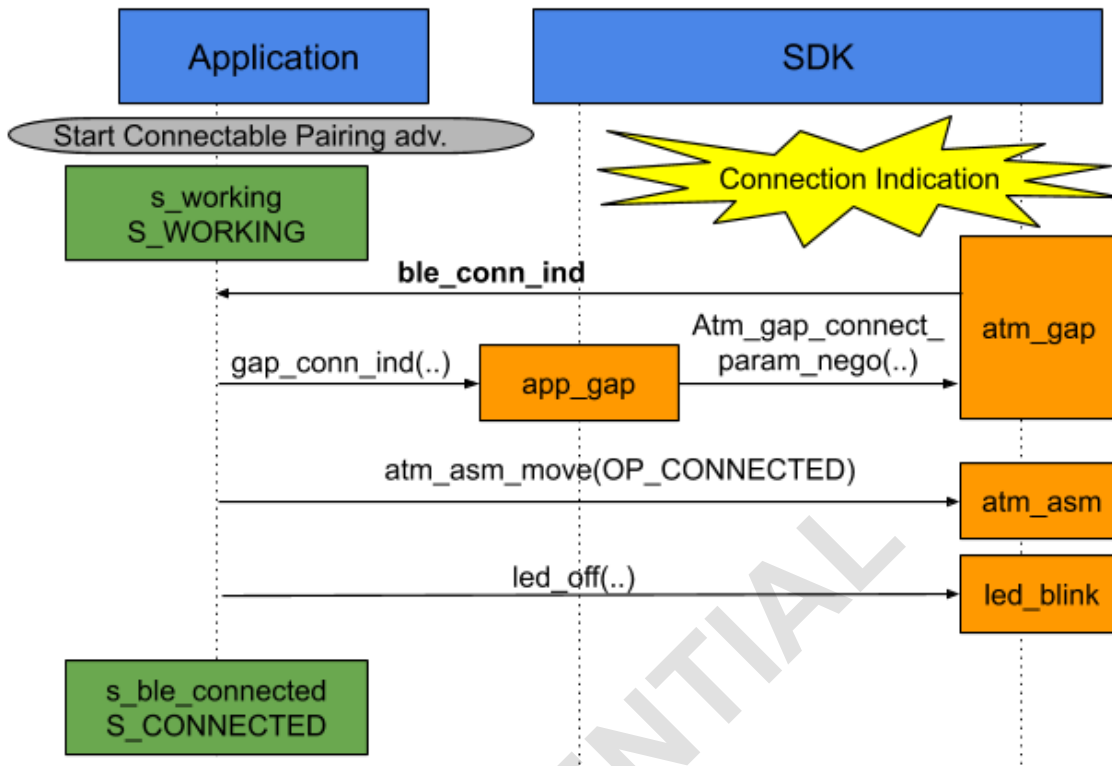 Application
SDK
Start Connectable Pairing adv.
Connection Indication
s_working
S_WORKING
ble_conn_ind
atm_gap
gap_conn_ind(..)
app_gap
Atm_gap_connect_
param_nego(..)
atm_asm_move(OP_CONNECTED)
atm_asm
led_off(..)
led_blink
s_ble_connected
S_CONNECTED
NTIAL